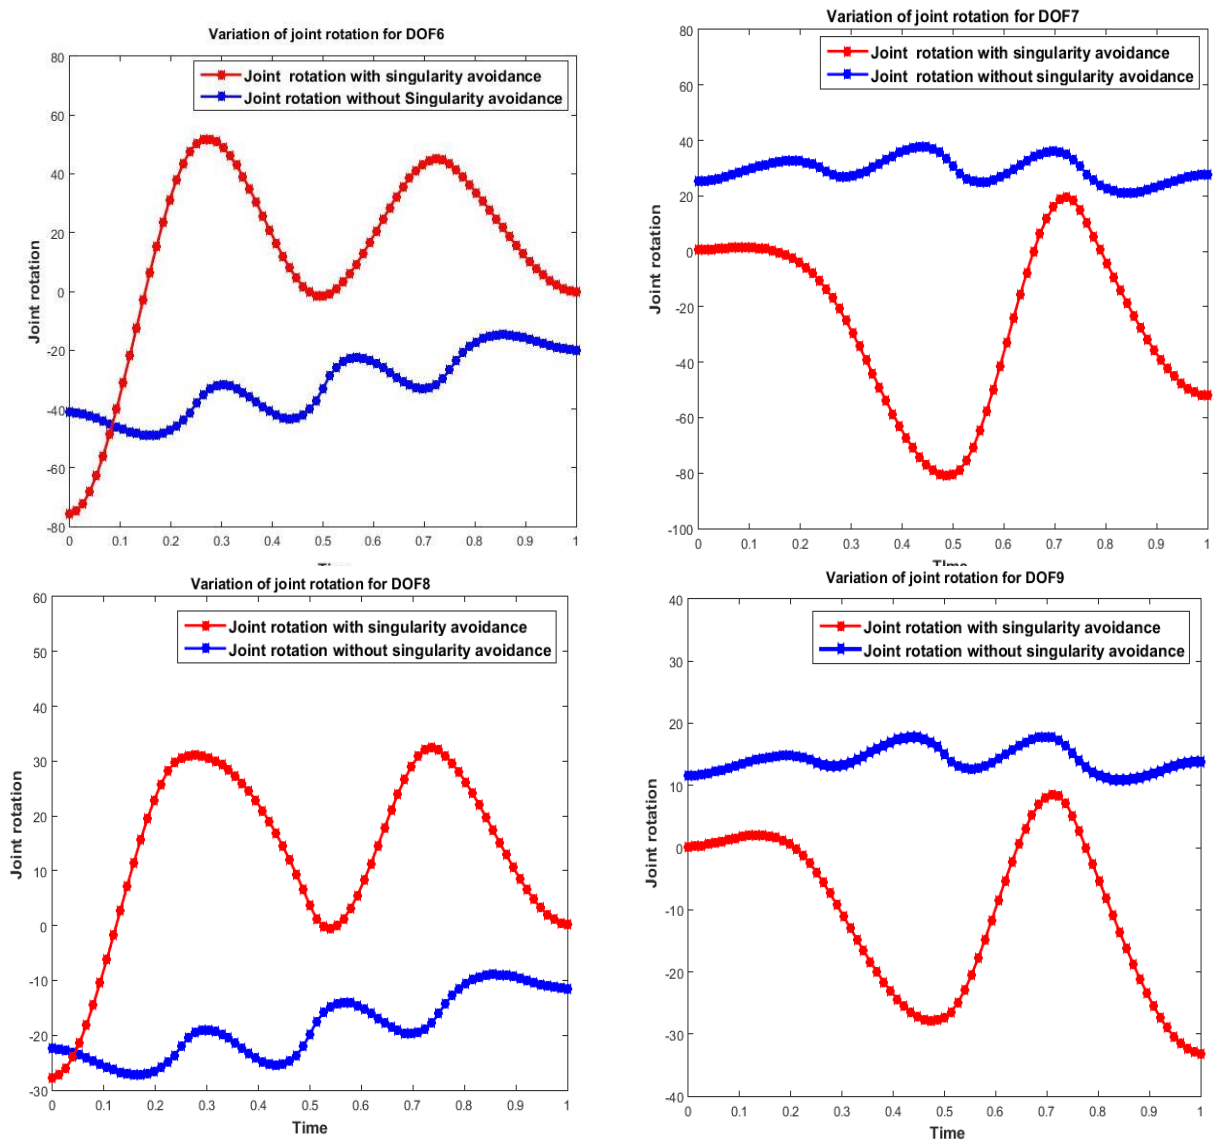 Variation of joint rotation for DOF6
Joint rotation with singularity avoidance
Joint rotation without Singularity avoidance
80
60
40
20
0
-20
-40
-60
-80
Joint rotation
0 0.1 0.2 0.3 0.4 0.5 0.6 0.7 0.8 0.9 1
Time
Variation of joint rotation for DOF7
Joint rotation with singularity avoidance
Joint rotation without singularity avoidance
80
60
40
20
0
-20
-40
-60
-80
-100
Joint rotation
0 0.1 0.2 0.3 0.4 0.5 0.6 0.7 0.8 0.9 1
Time
Variation of joint rotation for DOF8
Joint rotation with singularity avoidance
Joint rotation without singularity avoidance
60
50
40
30
20
10
0
-10
-20
-30
Joint rotation
0 0.1 0.2 0.3 0.4 0.5 0.6 0.7 0.8 0.9 1
Time
Variation of joint rotation for DOF9
Joint rotation with singularity avoidance
Joint rotation without singularity avoidance
40
30
20
10
0
-10
-20
-30
-40
Joint rotation
0 0.1 0.2 0.3 0.4 0.5 0.6 0.7 0.8 0.9 1
Time